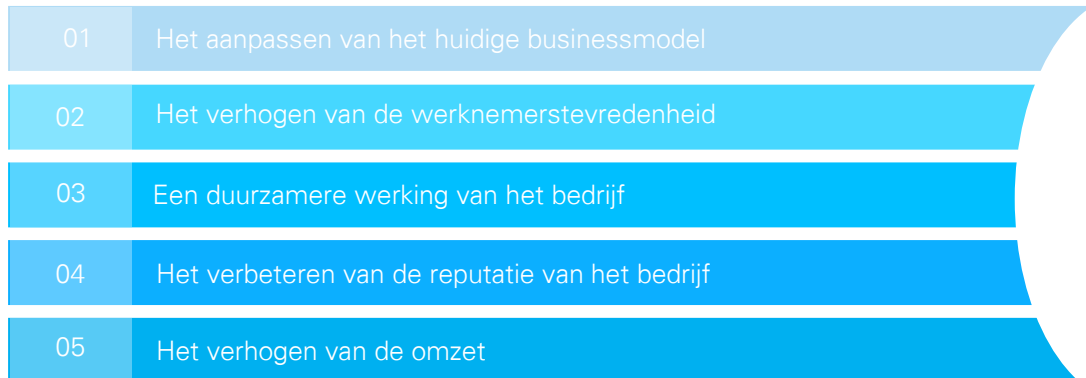 01 Het aanpassen van het huidige businessmodel
02 Het verhogen van de werknemerstevredenheid
03 Een duurzamere werking van het bedrijf
04 Het verbeteren van de reputatie van het bedrijf
05 Het verhogen van de omzet